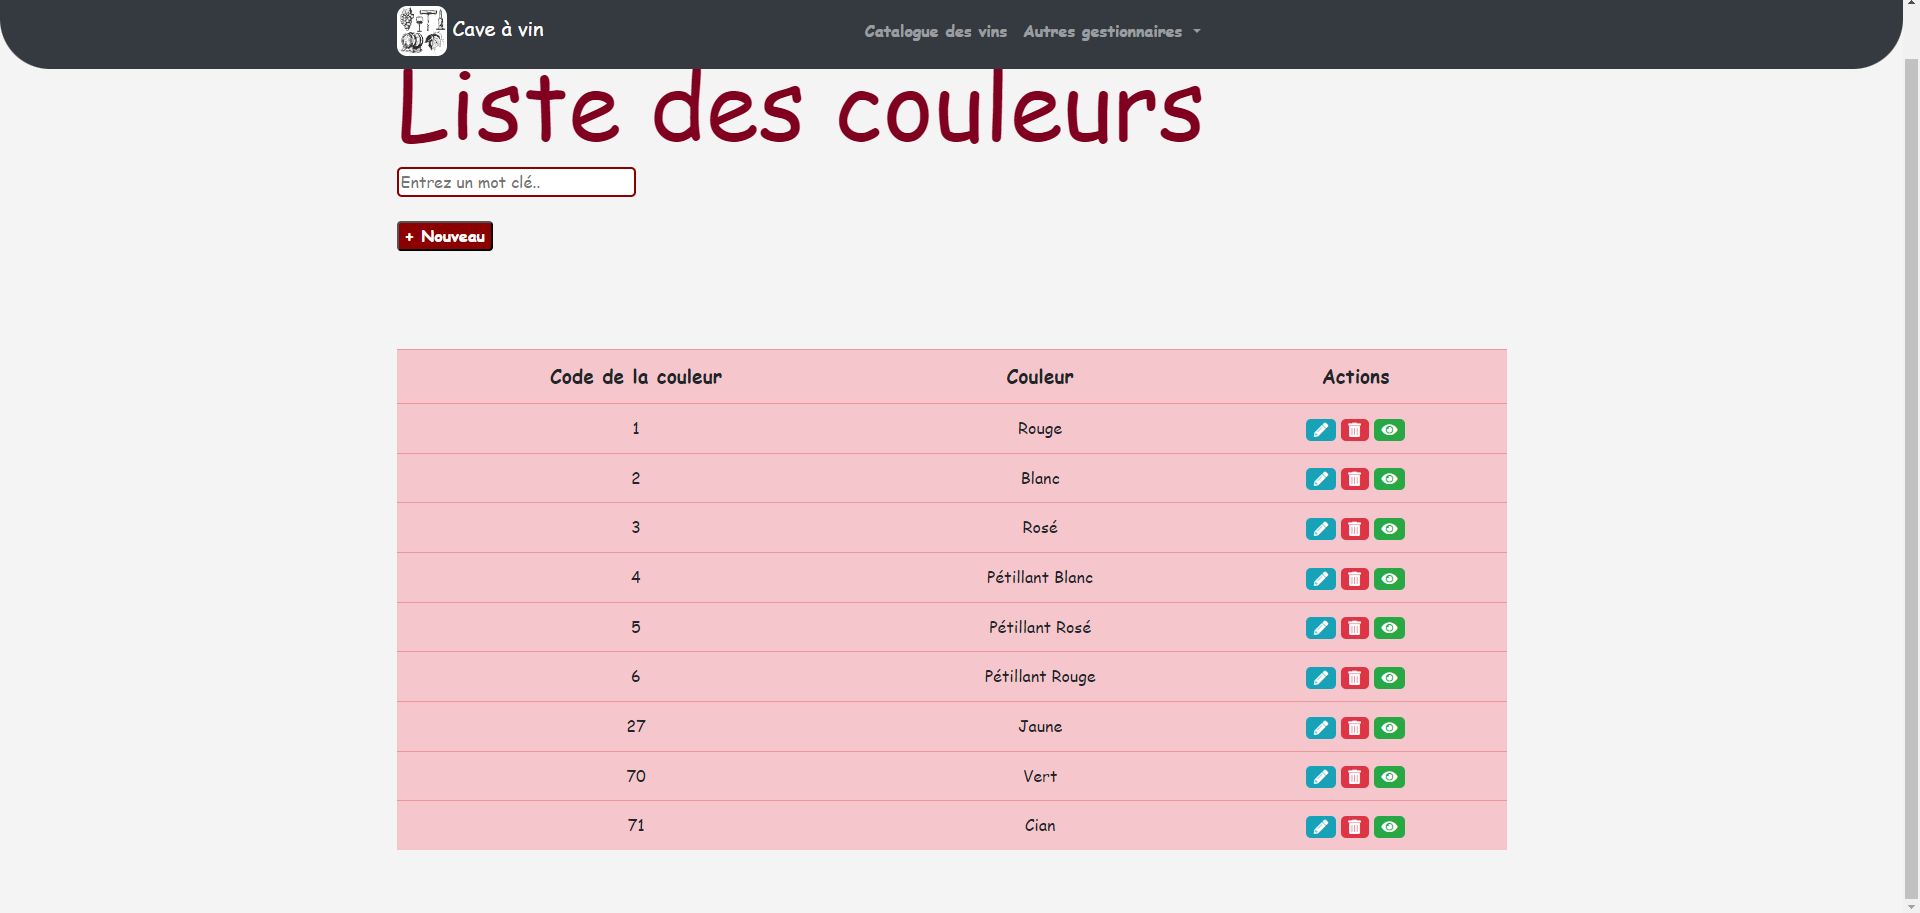 Cave à vin
Catalogue des vins Autres gestionnaires
Liste des couleurs
Entrez un mot clé..
+ Nouveau
Code de la couleur Couleur Actions
1 Rouge
2 Blanc
3 Rosé
4 Pétillant Blanc
5 Pétillant Rosé
6 Pétillant Rouge
27 Jaune
70 Vert
71 Cian